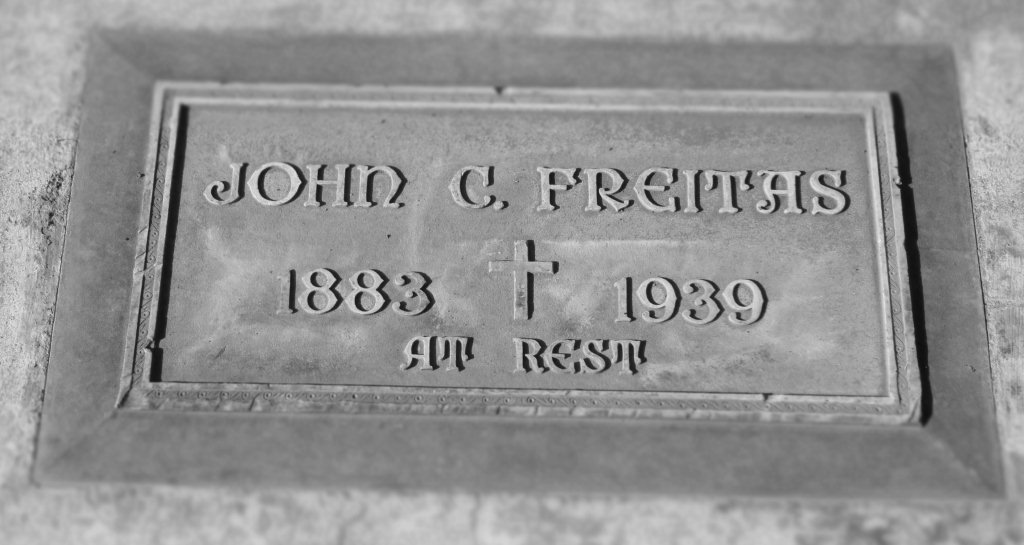 JOHN C. FREITAS
1883 1939
AT REST